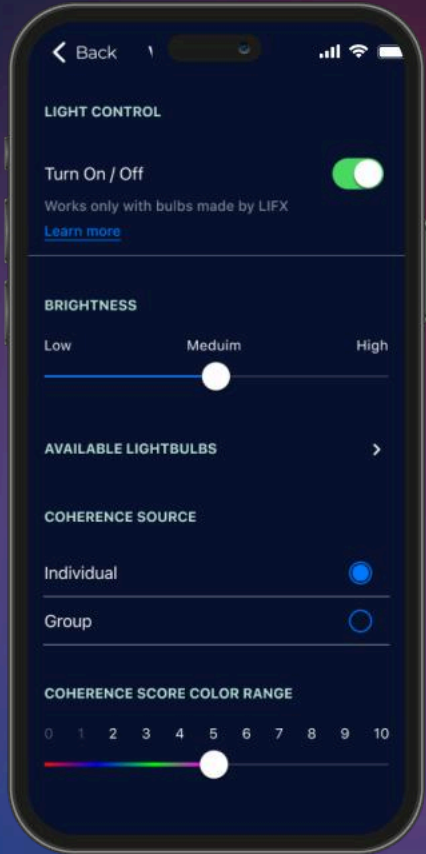 Back
LIGHT CONTROL
Turn On / Off
Works only with bulbs made by LIFX
Learn more
BRIGHTNESS
Low Meduim High
AVAILABLE LIGHTBULBS
COHERENCE SOURCE
Individual
Group
COHERENCE SCORE COLOR RANGE
0 1 2 3 4 5 6 7 8 9 10